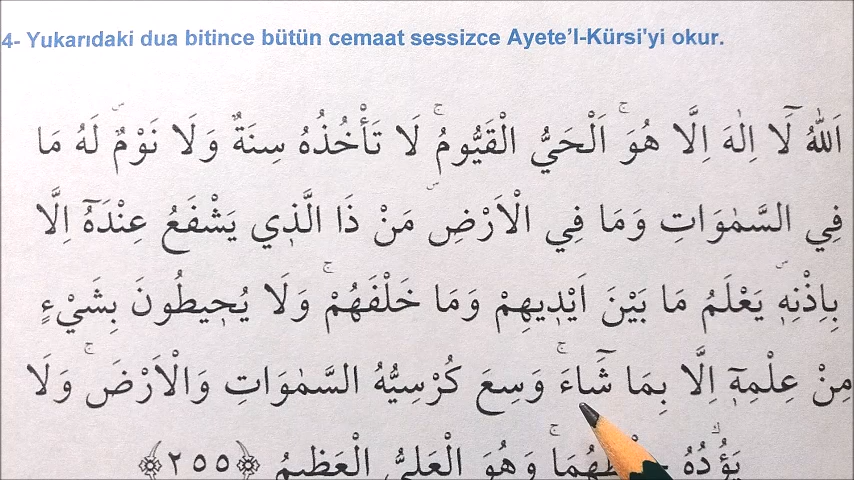 4- Yukarıdaki dua bitince bütün cemaat sessizce Ayete’l-Kürsi'yi okur.
اَللّٰهُ لَٓا اِلٰهَ اِلَّا هُوَۚ اَلْحَيُّ الْقَيُّومُۚ لَا تَأْخُذُهُ سِنَةٌ وَلَا نَوْمٌۜ لَهُ مَا
فِي السَّمٰوَاتِ وَمَا فِي الْاَرْضِۜ مَنْ ذَا الَّذ۪ي يَشْفَعُ عِنْدَهُٓ اِلَّا
بِاِذْنِه۪ۜ يَعْلَمُ مَا بَيْنَ اَيْد۪يهِمْ وَمَا خَلْفَهُمْۚ وَلَا يُح۪يطُونَ بِشَيْءٍ
مِنْ عِلْمِه۪ٓ اِلَّا بِمَا شَٓاءَۚ وَسِعَ كُرْسِيُّهُ السَّمٰوَاتِ وَالْاَرْضَۚ وَلَا
يَؤُ۫دُهُ وَهُوَ الْعَلِيُّ الْعَظ۪يمُ ﴿٢٥٥﴾